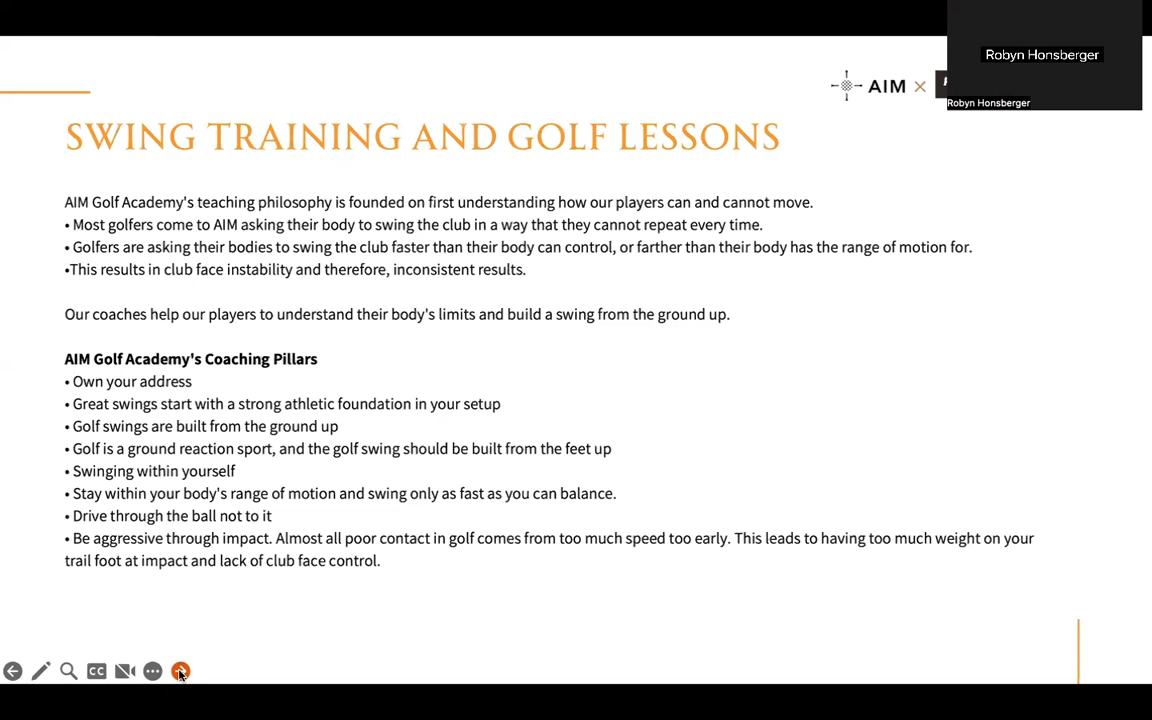 Robyn Honsberger
Robyn Honsberger
AIM ×
SWING TRAINING AND GOLF LESSONS
AIM Golf Academy's teaching philosophy is founded on first understanding how our players can and cannot move.
• Most golfers come to AIM asking their body to swing the club in a way that they cannot repeat every time.
• Golfers are asking their bodies to swing the club faster than their body can control, or farther than their body has the range of motion for.
•This results in club face instability and therefore, inconsistent results.
Our coaches help our players to understand their body's limits and build a swing from the ground up.
AIM Golf Academy's Coaching Pillars
• Own your address
• Great swings start with a strong athletic foundation in your setup
• Golf swings are built from the ground up
• Golf is a ground reaction sport, and the golf swing should be built from the feet up
• Swinging within yourself
• Stay within your body's range of motion and swing only as fast as you can balance.
• Drive through the ball not to it
• Be aggressive through impact. Almost all poor contact in golf comes from too much speed too early. This leads to having too much weight on your
trail foot at impact and lack of club face control.
CC